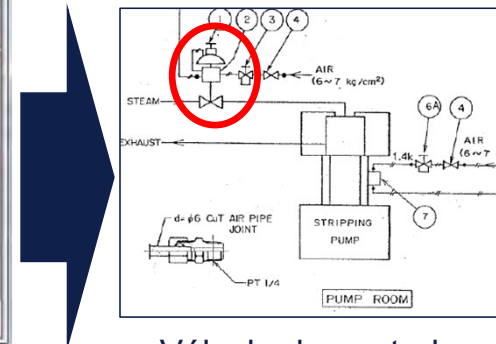 1 2 3 4
AIR
(6~7 kg/cm²)
STEAM
EXHAUST
6A 4
AIR
(6~7
1.4k
7
STRIPPING
PUMP
d=φ6 CuT AIR PIPE
JOINT
PT 1/4
PUMP ROOM